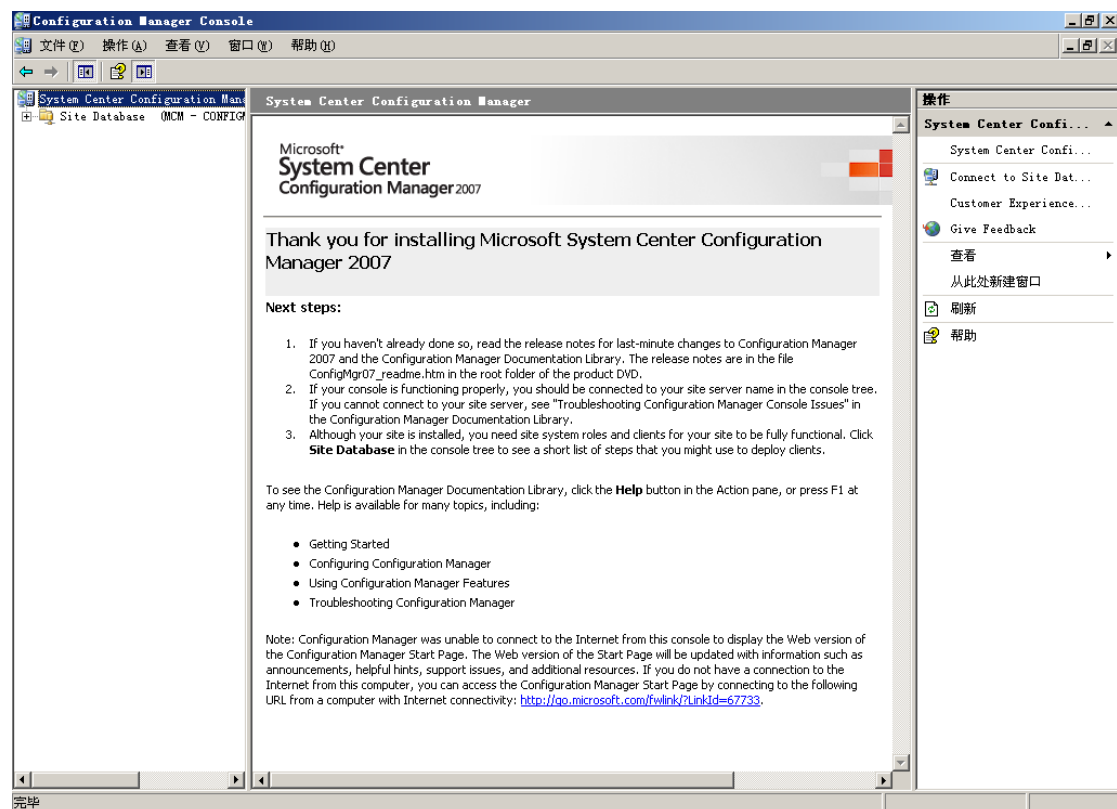 Configuration Manager Console
文件(F) 操作(A) 查看(V) 窗口(W) 帮助(H)
System Center Configuration Mana
Site Database (MCM - CONFIGM
System Center Configuration Manager
Microsoft
System Center
Configuration Manager 2007
Thank you for installing Microsoft System Center Configuration
Manager 2007
Next steps:
1. If you haven't already done so, read the release notes for last-minute changes to Configuration Manager
2007 and the Configuration Manager Documentation Library. The release notes are in the file
ConfigMgr07_readme.htm in the root folder of the product DVD.
2. If your console is functioning properly, you should be connected to your site server name in the console tree.
If you cannot connect to your site server, see "Troubleshooting Configuration Manager Console Issues" in
the Configuration Manager Documentation Library.
3. Although your site is installed, you need site system roles and clients for your site to be fully functional. Click
Site Database in the console tree to see a short list of steps that you might use to deploy clients.
To see the Configuration Manager Documentation Library, click the Help button in the Action pane, or press F1 at
any time. Help is available for many topics, including:
• Getting Started
• Configuring Configuration Manager
• Using Configuration Manager Features
• Troubleshooting Configuration Manager
Note: Configuration Manager was unable to connect to the Internet from this console to display the Web version of
the Configuration Manager Start Page. The Web version of the Start Page will be updated with information such as
announcements, helpful hints, support issues, and additional resources. If you do not have a connection to the
Internet from this computer, you can access the Configuration Manager Start Page by connecting to the following
URL from a computer with Internet connectivity: http://go.microsoft.com/fwlink/?LinkId=67733.
操作
System Center Confi...
System Center Confi...
Connect to Site Dat...
Customer Experience...
Give Feedback
查看
从此处新建窗口
刷新
帮助
完毕